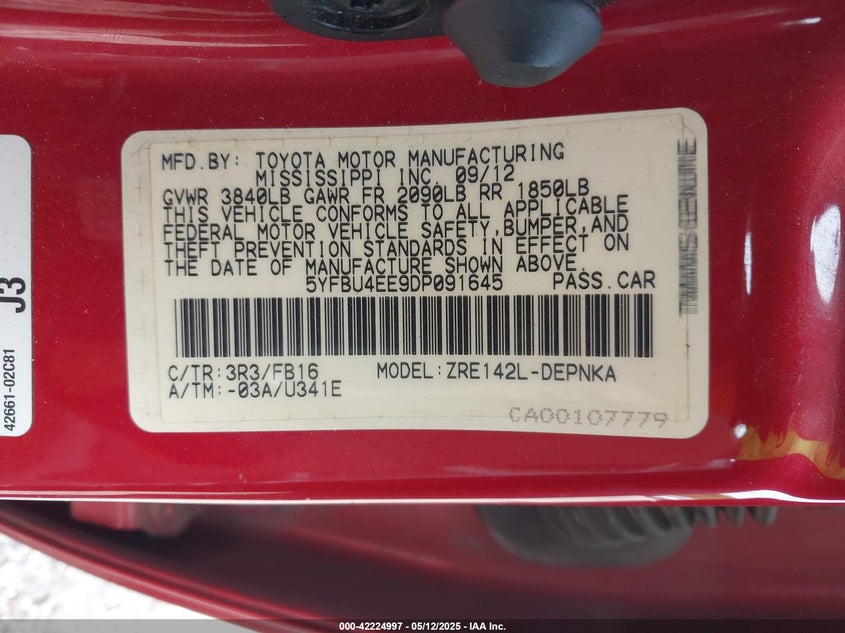 MFD.BY: TOYOTA MOTOR MANUFACTURING
MISSISSIPPI INC. 09/12
GVWR 3840LB GAWR FR 2090LB RR 1850LB
THIS VEHICLE CONFORMS TO ALL APPLICABLE
FEDERAL MOTOR VEHICLE SAFETY,BUMPER,AND
THEFT PREVENTION STANDARDS IN EFFECT ON
THE DATE OF MANUFACTURE SHOWN ABOVE.
5YFBU4EE9DP091645 PASS.CAR
C/TR:3R3/FB16 MODEL:ZRE142L-DEPNKA
A/TM:-03A/U341E
CA00107779
GENUINE
J3
42661-02C81
000-42224997 - 05/12/2025 - IAA Inc.